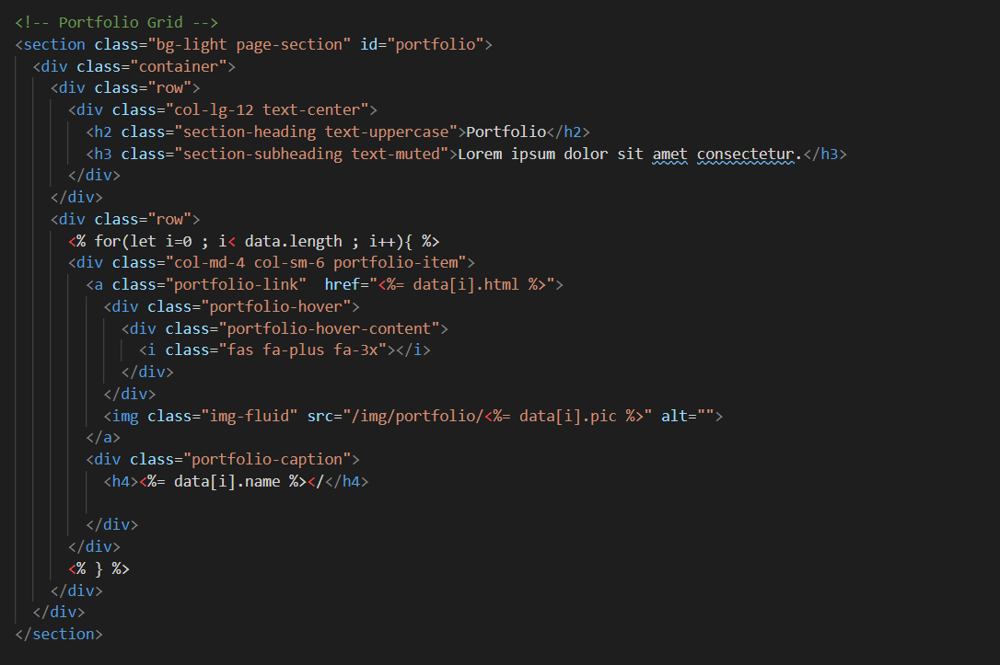 <!-- Portfolio Grid -->
<section class="bg-light page-section" id="portfolio">
<div class="container">
<div class="row">
<div class="col-lg-12 text-center">
<h2 class="section-heading text-uppercase">Portfolio</h2>
<h3 class="section-subheading text-muted">Lorem ipsum dolor sit amet consectetur.</h3>
</div>
</div>
<div class="row">
<% for(let i=0 ; i< data.length ; i++){ %>
<div class="col-md-4 col-sm-6 portfolio-item">
<a class="portfolio-link"  href="<%= data[i].html %>">
<div class="portfolio-hover">
<div class="portfolio-hover-content">
<i class="fas fa-plus fa-3x"></i>
</div>
</div>
<img class="img-fluid" src="/img/portfolio/<%= data[i].pic %>" alt="">
</a>
<div class="portfolio-caption">
<h4><%= data[i].name %></</h4>
</div>
</div>
<% } %>
</div>
</div>
</section>